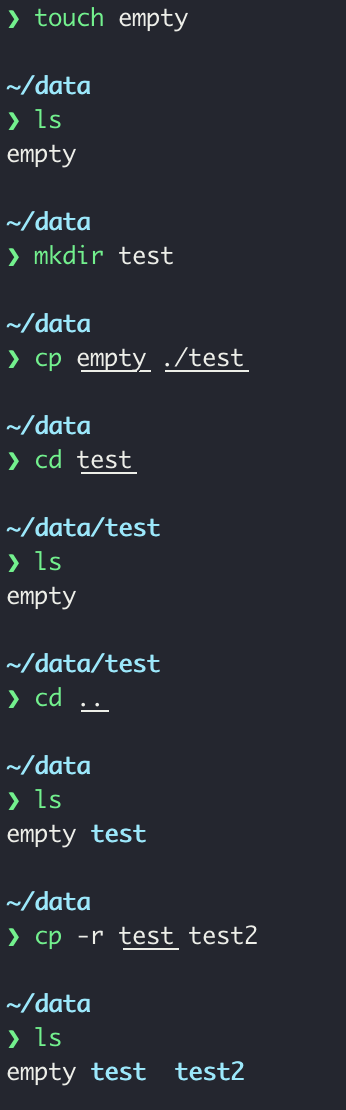 ❯ touch empty
~/data
❯ ls
empty
~/data
❯ mkdir test
~/data
❯ cp empty ./test
~/data
❯ cd test
~/data/test
❯ ls
empty
~/data/test
❯ cd ..
~/data
❯ ls
empty test
~/data
❯ cp -r test test2
~/data
❯ ls
empty test  test2